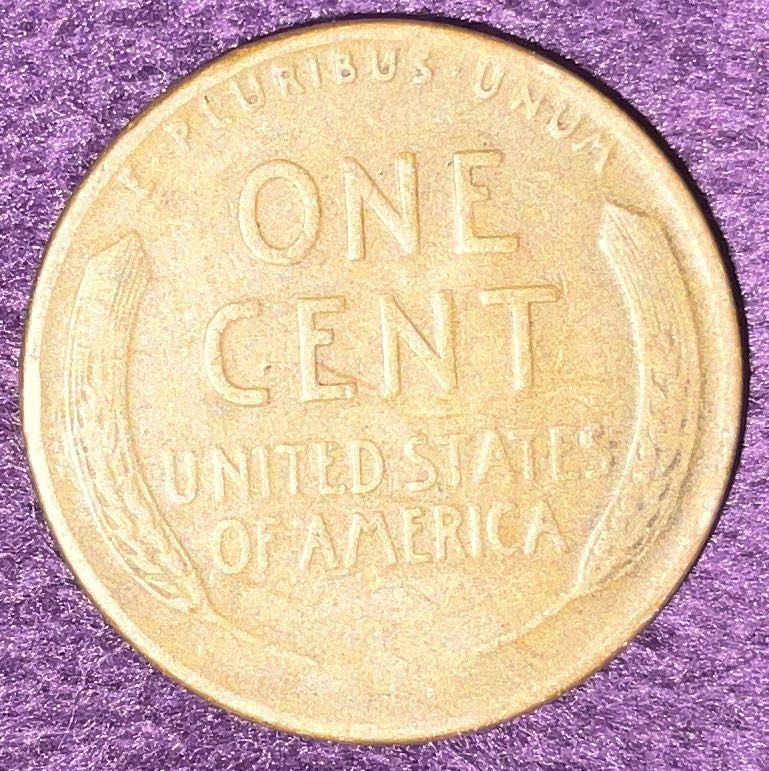 E · PLURIBUS · UNUM
ONE
CENT
UNITED STATES
OF AMERICA